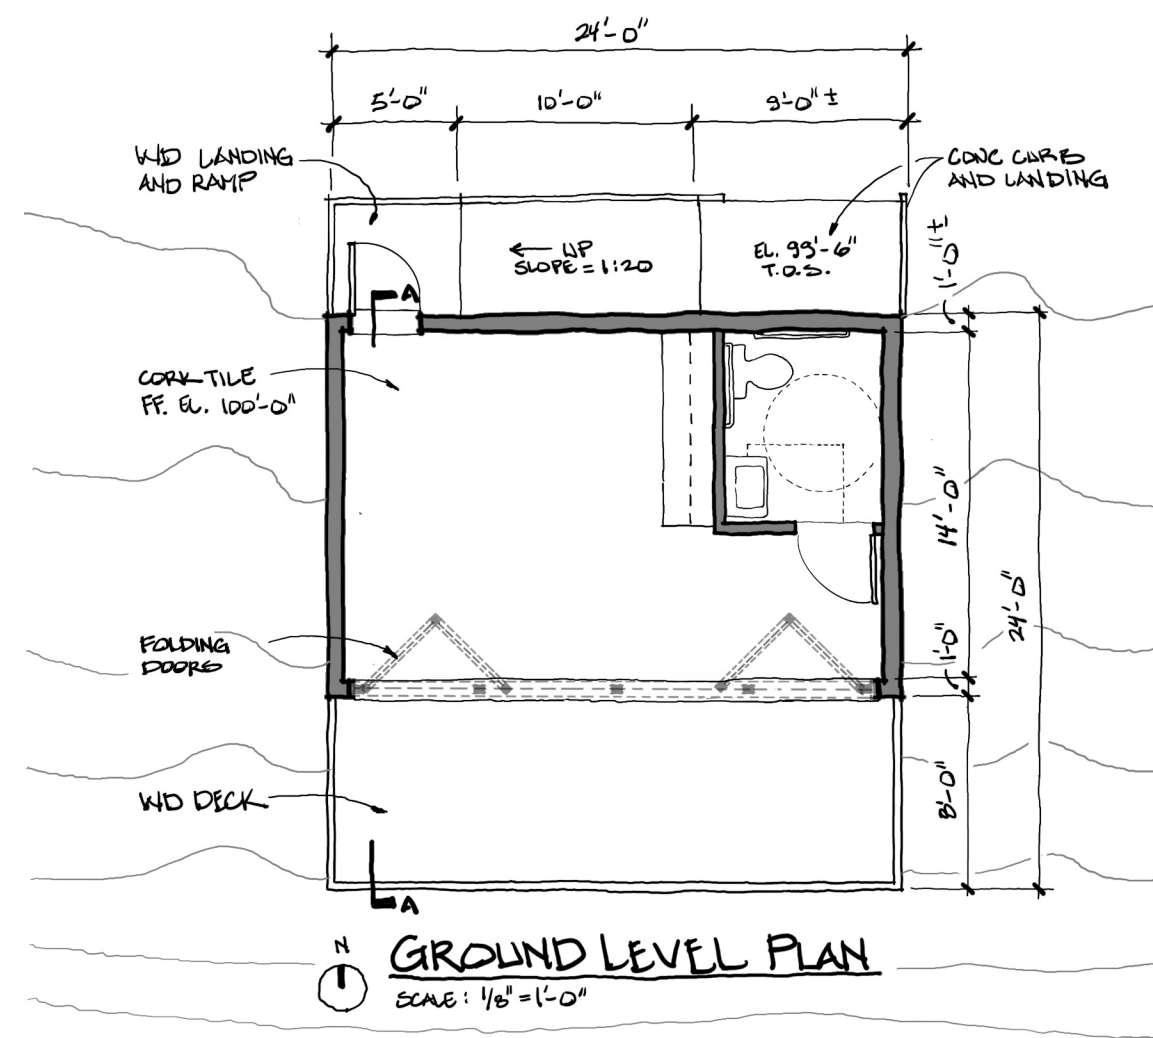 24'-0"
5'-0"
10'-0"
9'-0" ±
WD LANDING
AND RAMP
CONC CURB
AND LANDING
← UP
SLOPE = 1:20
EL. 99'-6"
T.O.S.
1'-0" ±
A
CORK TILE
FF. EL. 100'-0"
14'-0"
24'-0"
FOLDING
DOORS
1'-0"
WD DECK
8'-0"
A
N
GROUND LEVEL PLAN
SCALE: 1/8" = 1'-0"